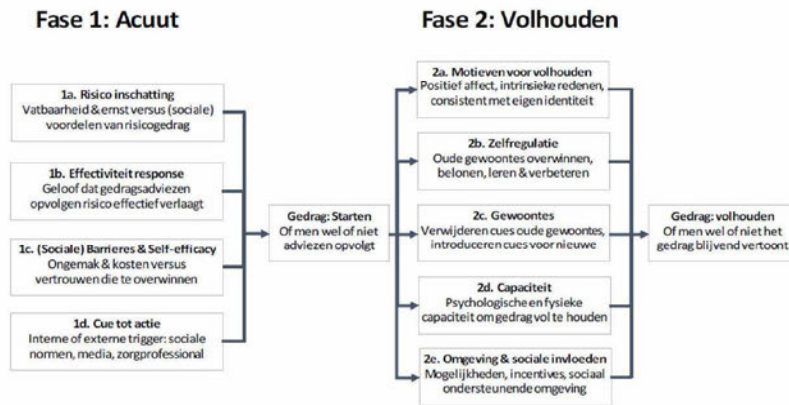 Fase 1: Acuut
1a. Risico inschatting
Vatbaarheid & ernst versus (sociale)
voordelen van risicogedrag
1b. Effectiviteit response
Geloof dat gedragsadviezen
opvolgen risico effectief verlaagt
1c. (Sociale) Barrieres & Self-efficacy
Ongemak & kosten versus
vertrouwen die te overwinnen
1d. Cue tot actie
Interne of externe trigger: sociale
normen, media, zorgprofessional
Gedrag: Starten
Of men wel of niet
adviezen opvolgt
Fase 2: Volhouden
2a. Motieven voor volhouden
Positief affect, intrinsieke redenen,
consistent met eigen identiteit
2b. Zelfregulatie
Oude gewoontes overwinnen,
belonen, leren & verbeteren
2c. Gewoontes
Verwijderen cues oude gewoontes,
introduceren cues voor nieuwe
2d. Capaciteit
Psychologische en fysieke
capaciteit om gedrag vol te houden
2e. Omgeving & sociale invloeden
Mogelijkheden, incentives, sociaal
ondersteunende omgeving
Gedrag: volhouden
Of men wel of niet het
gedrag blijvend vertoont